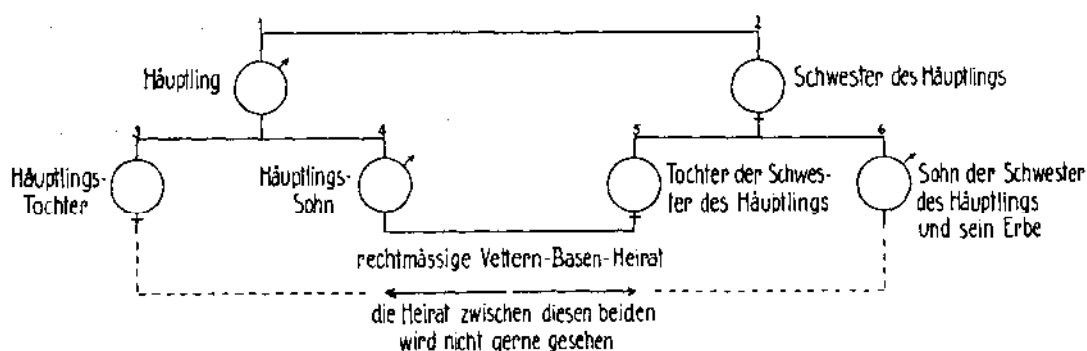 1 2
Häuptling
Schwester des Häuptlings
3 4 5 6
Häuptlings-
Tochter
Häuptlings-
Sohn
Tochter der Schwes-
ter des Häuptlings
Sohn der Schwester
des Häuptlings
und sein Erbe
rechtmässige Vettern-Basen-Heirat
die Heirat zwischen diesen beiden
wird nicht gerne gesehen